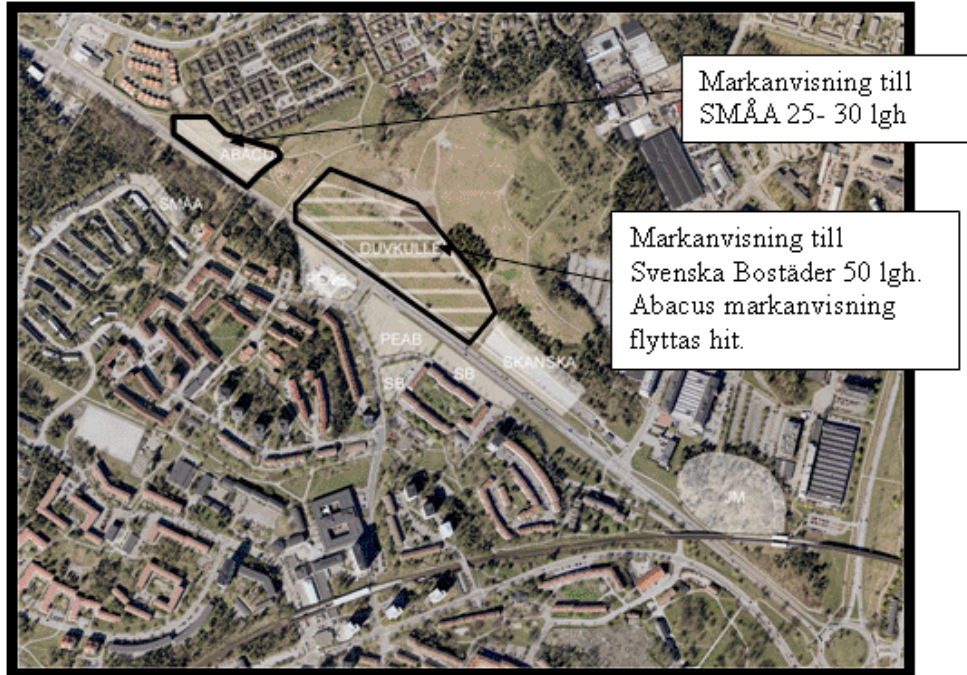 Markanvisning till
SMÅA 25- 30 lgh
ABACU
SMÅA
Markanvisning till
Svenska Bostäder 50 lgh.
Abacus markanvisning
flyttas hit.
DUVKULLE
PEAB
SKANSKA
SB
SB
JM